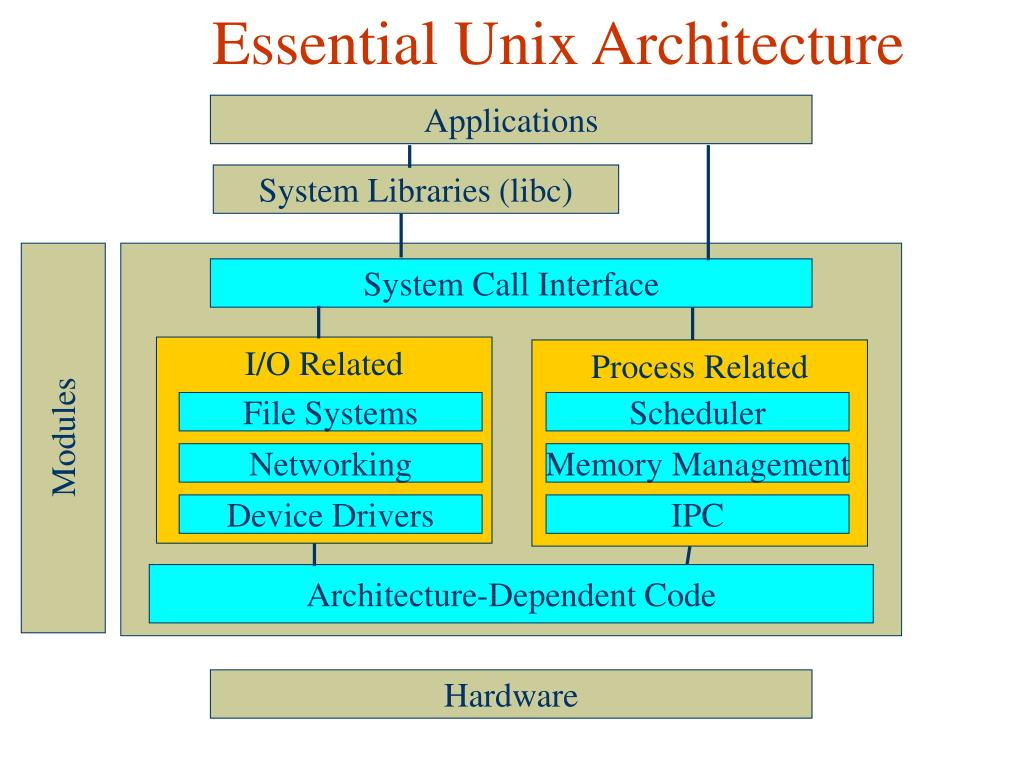 Essential Unix Architecture
Applications
System Libraries (libc)
System Call Interface
Modules
I/O Related
File Systems
Networking
Device Drivers
Process Related
Scheduler
Memory Management
IPC
Architecture-Dependent Code
Hardware